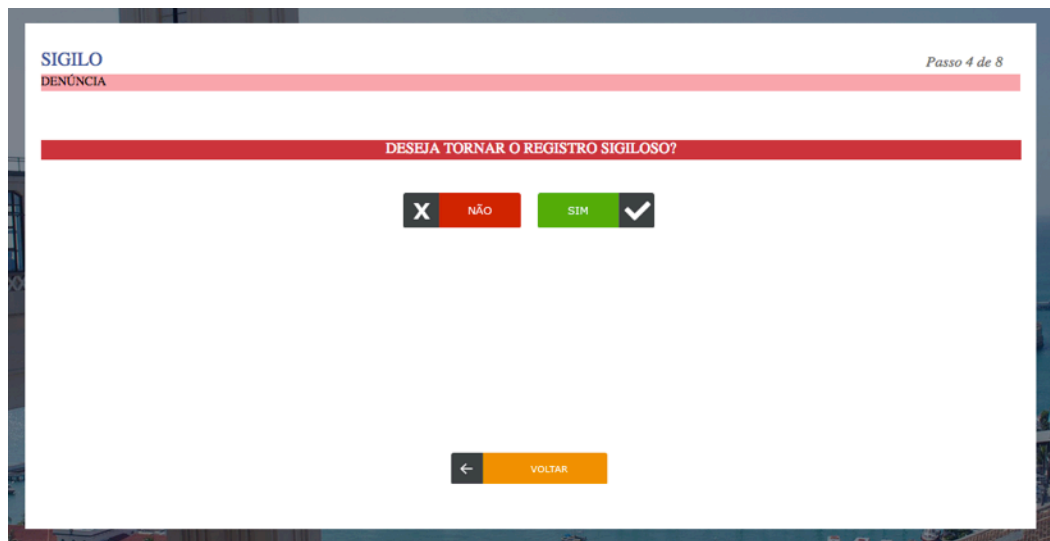 SIGILO
Passo 4 de 8
DENÚNCIA
DESEJA TORNAR O REGISTRO SIGILOSO?
X NÃO SIM
VOLTAR